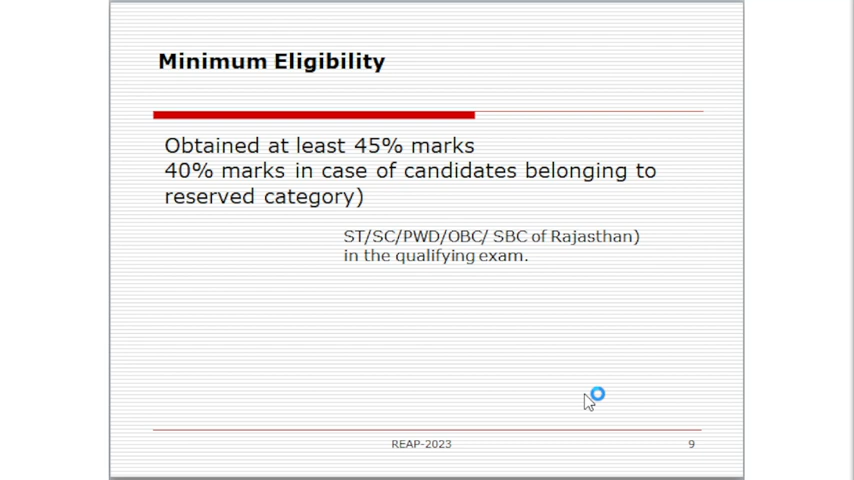 Minimum Eligibility
Obtained at least 45% marks
40% marks in case of candidates belonging to
reserved category)
ST/SC/PWD/OBC/ SBC of Rajasthan)
in the qualifying exam.
REAP-2023
9